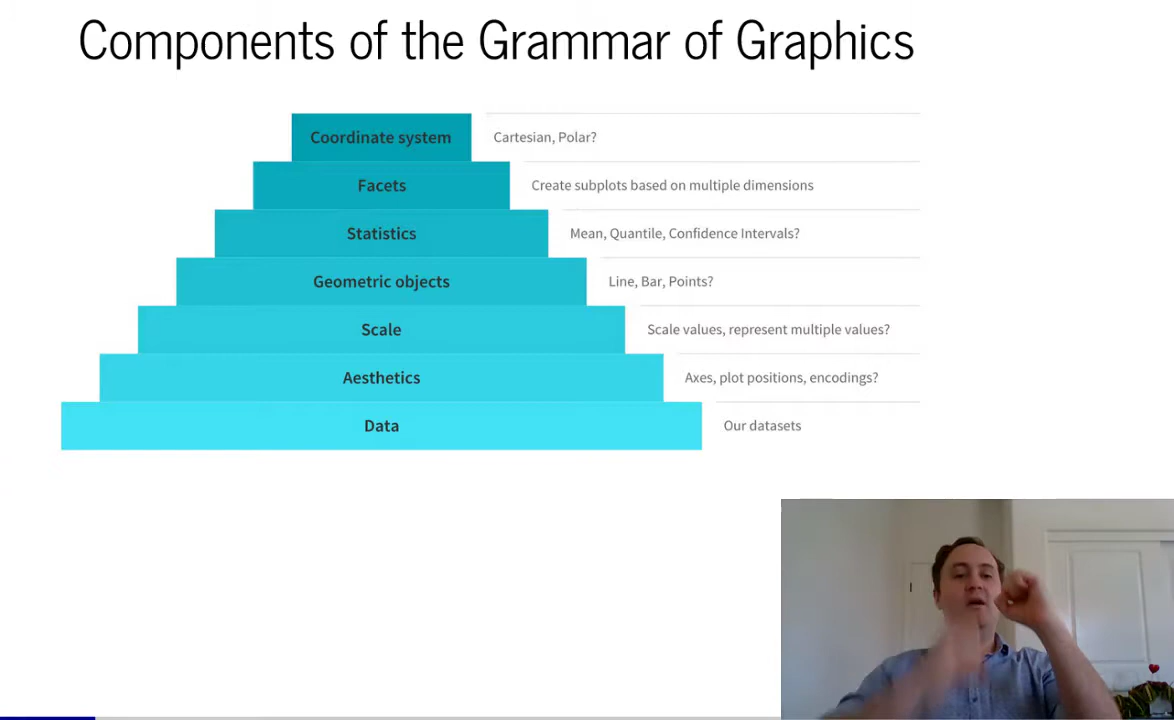 Components of the Grammar of Graphics
Coordinate system Cartesian, Polar?
Facets Create subplots based on multiple dimensions
Statistics Mean, Quantile, Confidence Intervals?
Geometric objects Line, Bar, Points?
Scale Scale values, represent multiple values?
Aesthetics Axes, plot positions, encodings?
Data Our datasets